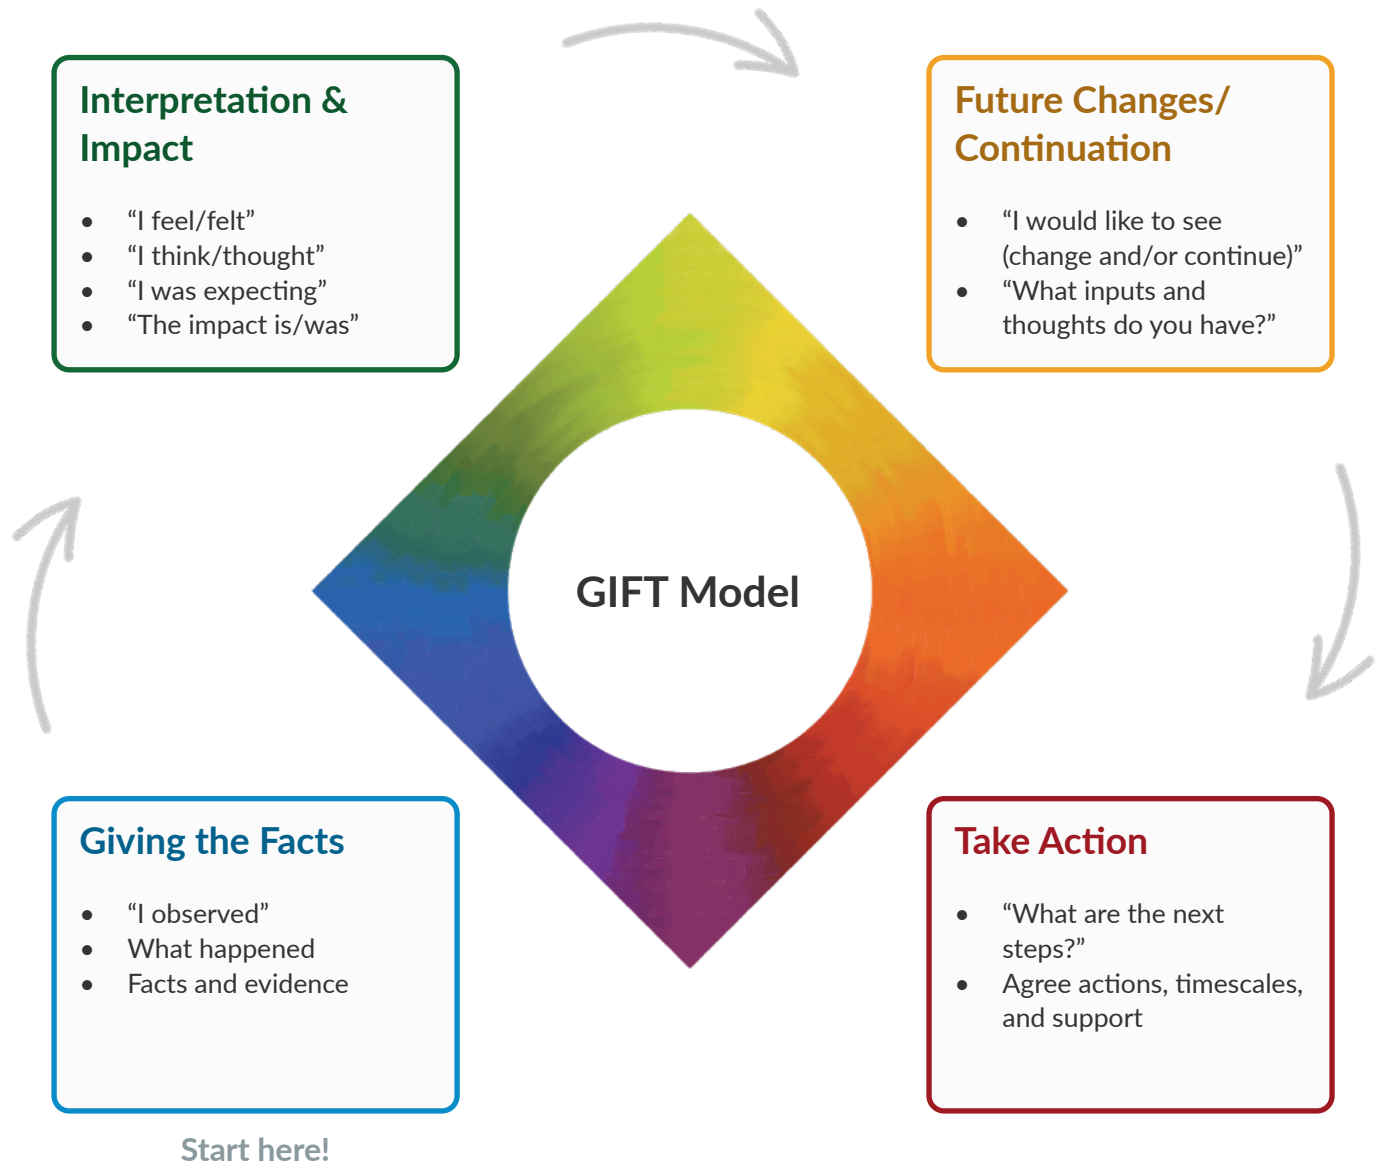 Interpretation &
Impact
• “I feel/felt”
• “I think/thought”
• “I was expecting”
• “The impact is/was”
Future Changes/
Continuation
• “I would like to see
(change and/or continue)”
• “What inputs and
thoughts do you have?”
GIFT Model
Giving the Facts
• “I observed”
• What happened
• Facts and evidence
Take Action
• “What are the next
steps?”
• Agree actions, timescales,
and support
Start here!